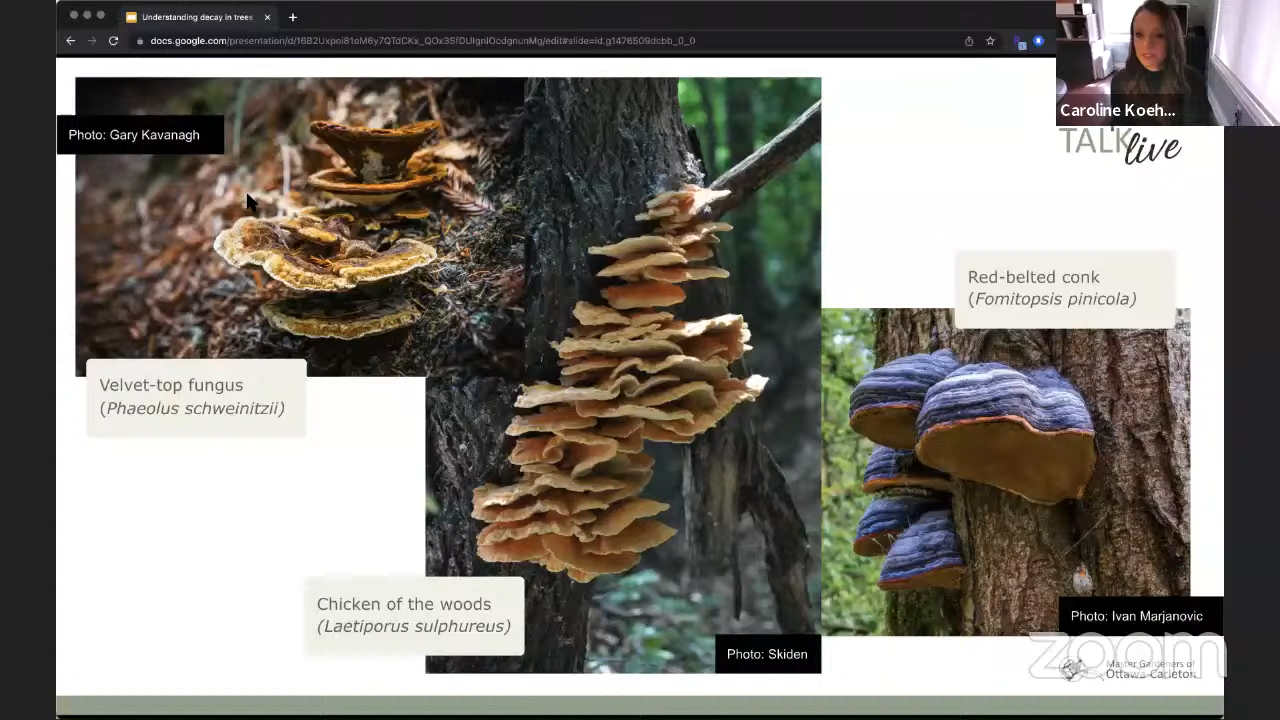 Understanding decay in trees
docs.google.com/presentation/d/16B2Uxpoi81oM6y7QTdCKx_QOx3SfDUIgnIOcdgnunMg/edit#slide=id.g1476509dcbb_0_0
Caroline Koeh...
TALK
live
Photo: Gary Kavanagh
Red-belted conk
(Fomitopsis pinicola)
Velvet-top fungus
(Phaeolus schweinitzii)
Chicken of the woods
(Laetiporus sulphureus)
Photo: Ivan Marjanovic
Photo: Skiden
zoom
Master Gardeners of
Ottawa-Carleton